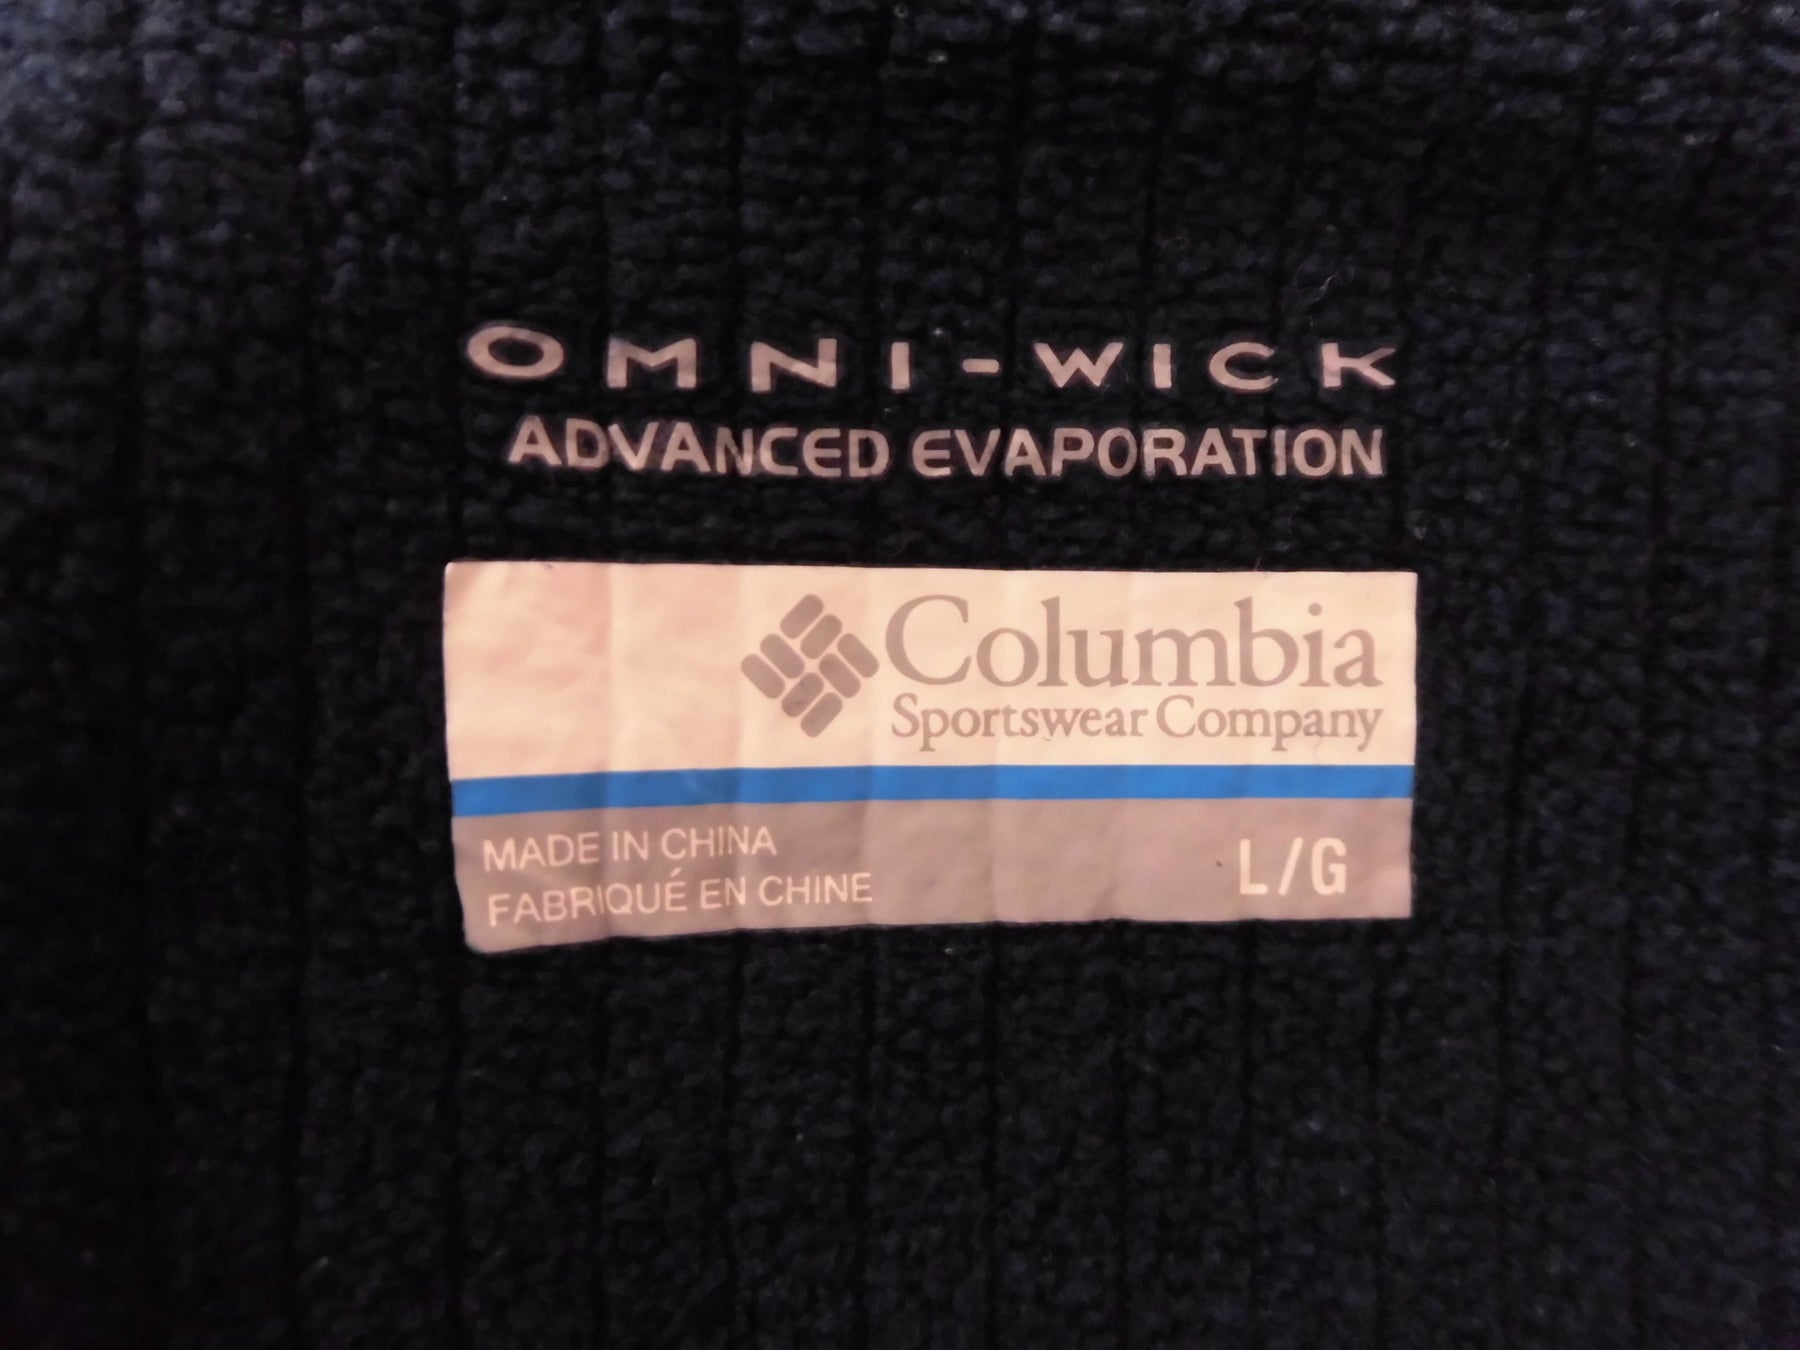 OMNI-WICK
ADVANCED EVAPORATION
Columbia
Sportswear Company
MADE IN CHINA
FABRIQUÉ EN CHINE
L/G